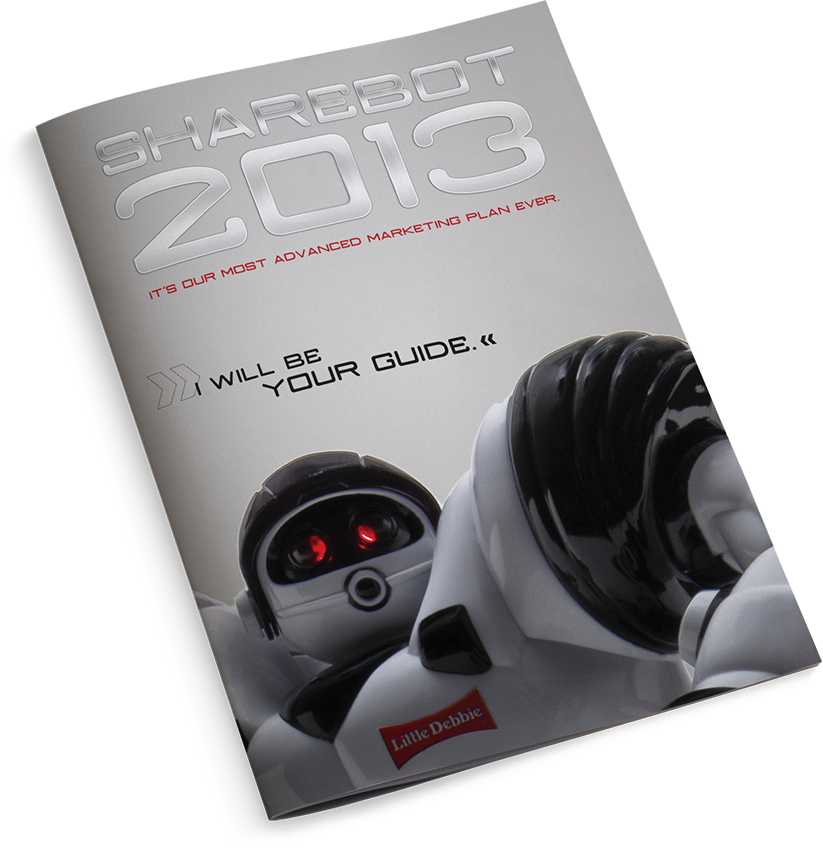 SHAREBOT
2013
IT'S OUR MOST ADVANCED MARKETING PLAN EVER.
»I WILL BE
YOUR GUIDE.«
Little Debbie